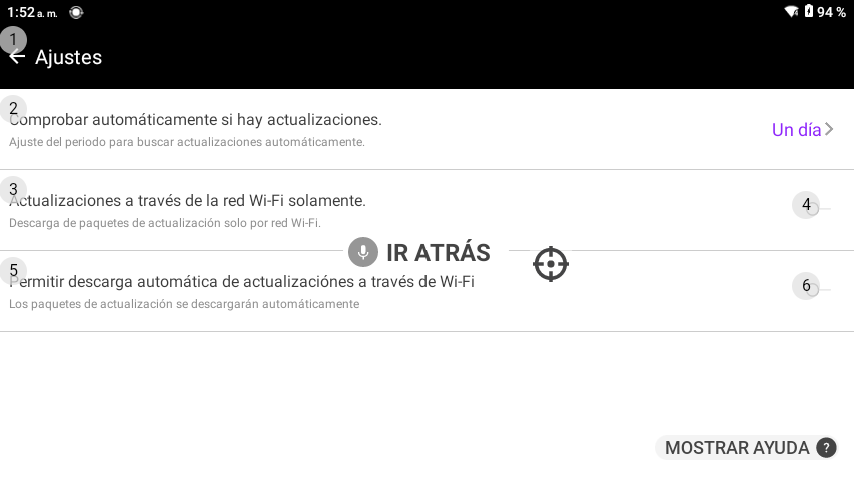 1:52 a. m.
94 %
1
Ajustes
2
Comprobar automáticamente si hay actualizaciones.
Ajuste del periodo para buscar actualizaciones automáticamente.
Un día
3
Actualizaciones a través de la red Wi-Fi solamente.
Descarga de paquetes de actualización solo por red Wi-Fi.
4
IR ATRÁS
5
Permitir descarga automática de actualizaciónes a través de Wi-Fi
Los paquetes de actualización se descargarán automáticamente
6
MOSTRAR AYUDA ?